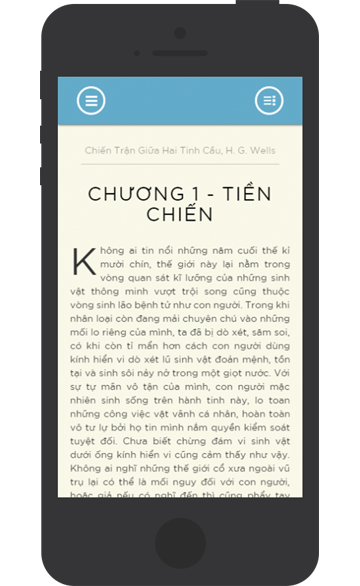 Chiến Trận Giữa Hai Tinh Cầu, H. G. Wells
CHƯƠNG 1 - TIỀN
CHIẾN
Không ai tin nổi những năm cuối thế kỉ
mười chín, thế giới này lại nằm trong
vòng quan sát kĩ lưỡng của những sinh
vật thông minh vượt trội song cũng thuộc
vòng sinh lão bệnh tử như con người. Trong khi
nhân loại còn đang mải chuyên chú vào những
mối lo riêng của mình, ta đã bị dò xét, săm soi,
có khi còn tỉ mẩn hơn cách con người dùng
kính hiển vi dò xét lũ sinh vật đoản mệnh, tồn
tại và sinh sôi nảy nở trong một giọt nước. Với
sự tự mãn vô tận của mình, con người mặc
nhiên sinh sống trên hành tinh này, lo toan
những công việc vặt vãnh cá nhân, hoàn toàn
vô tư lự bởi họ tin mình nắm quyền kiểm soát
tuyệt đối. Chưa biết chừng đám vi sinh vật
dưới ống kính hiển vi cũng cảm thấy như vậy.
Không ai nghĩ những thế giới cổ xưa ngoài vũ
trụ lại có thể là mối nguy đối với con người,
hoặc giả nếu có nghĩ đến thì cũng phẩy tay